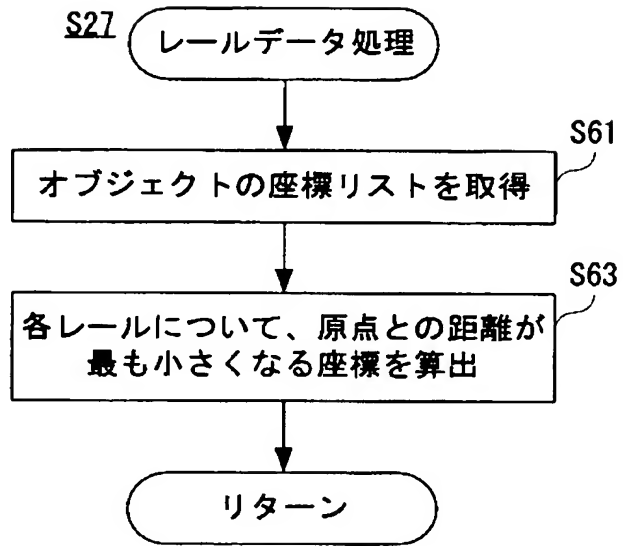 S27
レールデータ処理
S61
オブジェクトの座標リストを取得
S63
各レールについて、原点との距離が
最も小さくなる座標を算出
リターン